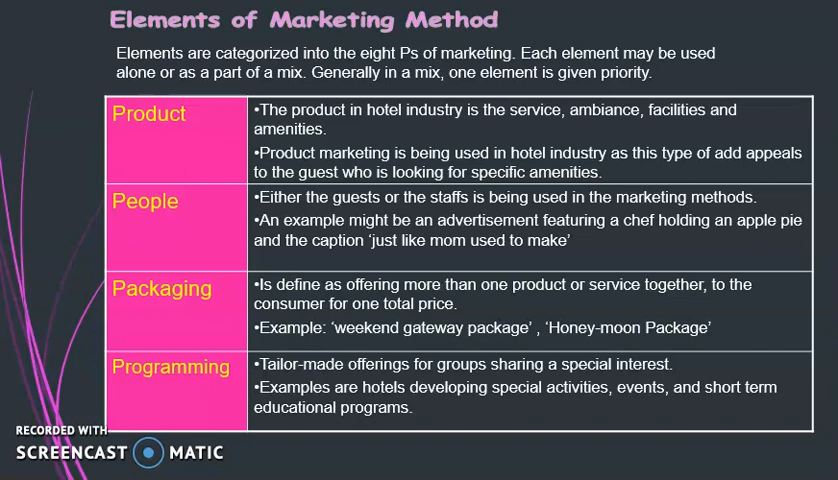 Elements of Marketing Method
Elements are categorized into the eight Ps of marketing. Each element may be used
alone or as a part of a mix. Generally in a mix, one element is given priority.
Product
•The product in hotel industry is the service, ambiance, facilities and
amenities.
•Product marketing is being used in hotel industry as this type of add appeals
to the guest who is looking for specific amenities.
People
•Either the guests or the staffs is being used in the marketing methods.
•An example might be an advertisement featuring a chef holding an apple pie
and the caption ‘just like mom used to make’
Packaging
•Is define as offering more than one product or service together, to the
consumer for one total price.
•Example: ‘weekend gateway package’ , ‘Honey-moon Package’
Programming
•Tailor-made offerings for groups sharing a special interest.
•Examples are hotels developing special activities, events, and short term
educational programs.
RECORDED WITH
SCREENCAST MATIC